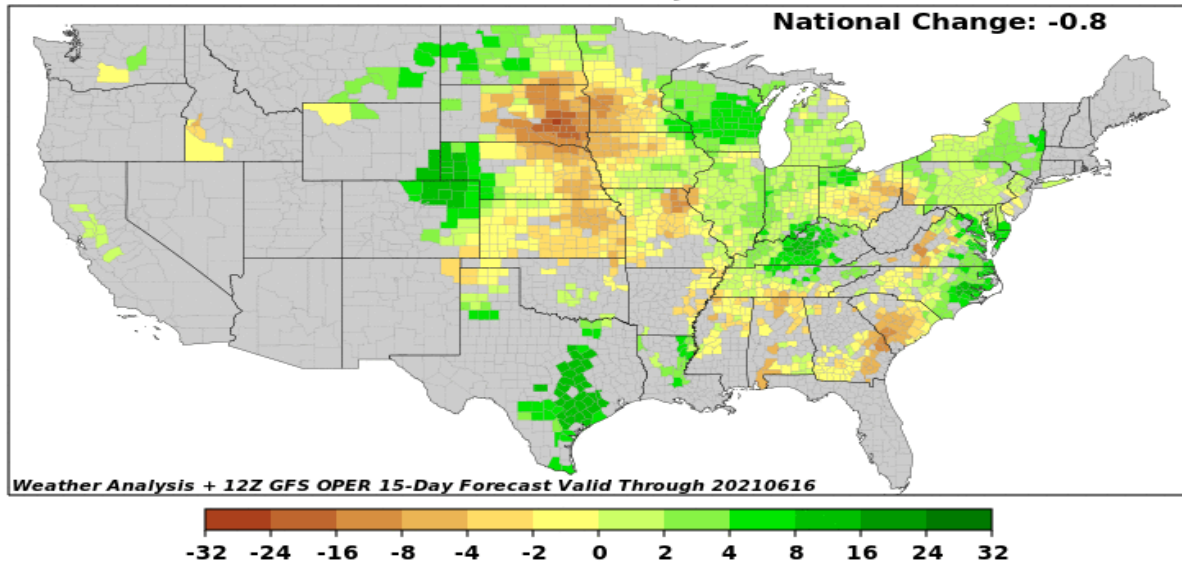 National Change: -0.8
Weather Analysis + 12Z GFS OPER 15-Day Forecast Valid Through 20210616
-32 -24 -16 -8 -4 -2 0 2 4 8 16 24 32